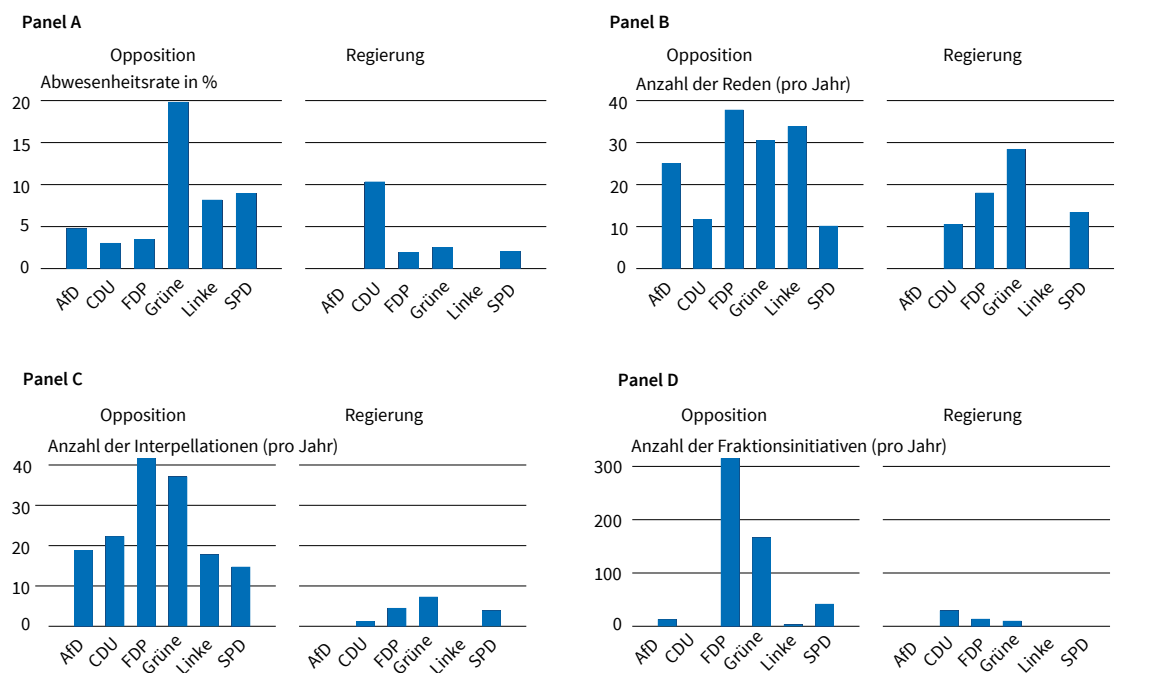 Panel A
Opposition Regierung
Abwesenheitsrate in %
20
15
10
5
0
AfD CDU FDP Grüne Linke SPD AfD CDU FDP Grüne Linke SPD
Panel B
Opposition Regierung
Anzahl der Reden (pro Jahr)
40
30
20
10
0
AfD CDU FDP Grüne Linke SPD AfD CDU FDP Grüne Linke SPD
Panel C
Opposition Regierung
Anzahl der Interpellationen (pro Jahr)
40
30
20
10
0
AfD CDU FDP Grüne Linke SPD AfD CDU FDP Grüne Linke SPD
Panel D
Opposition Regierung
Anzahl der Fraktionsinitiativen (pro Jahr)
300
200
100
0
AfD CDU FDP Grüne Linke SPD AfD CDU FDP Grüne Linke SPD